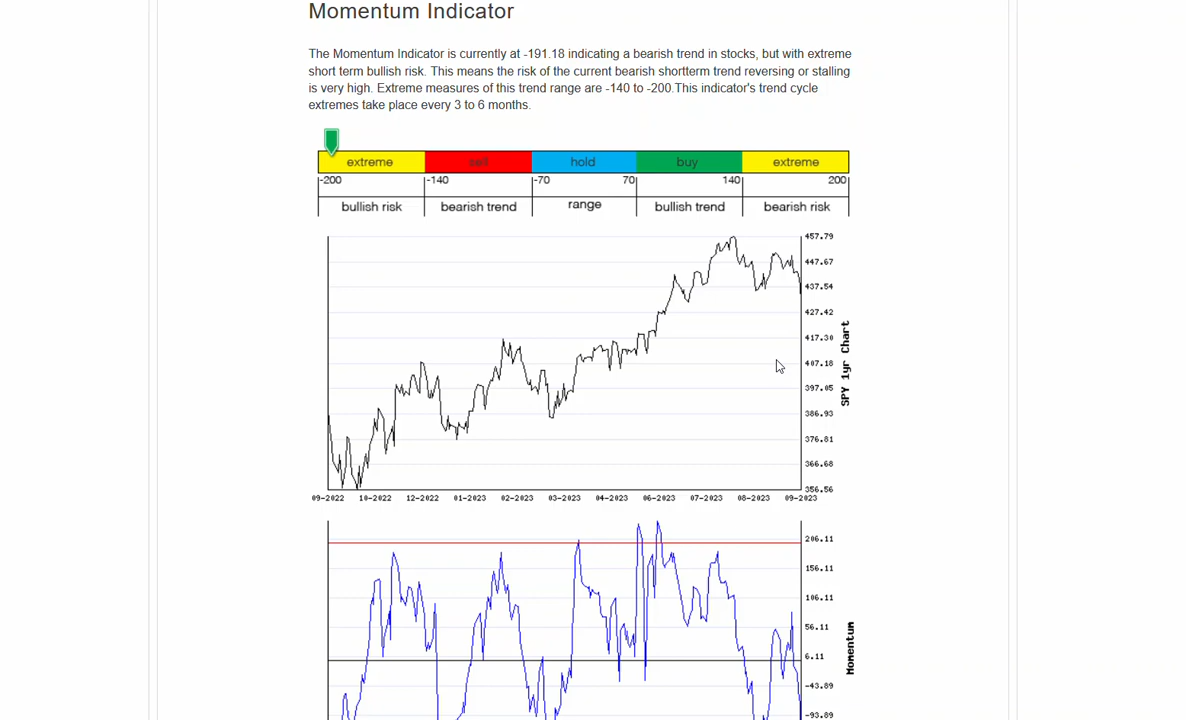 Momentum Indicator
The Momentum Indicator is currently at -191.18 indicating a bearish trend in stocks, but with extreme
short term bullish risk. This means the risk of the current bearish shortterm trend reversing or stalling
is very high. Extreme measures of this trend range are -140 to -200.This indicator's trend cycle
extremes take place every 3 to 6 months.
extreme sell hold buy extreme
-200 -140 -70 70 140 200
bullish risk bearish trend range bullish trend bearish risk
457.79
447.67
437.54
427.42
417.30
407.18
397.05
386.93
376.81
366.68
356.56
SPY 1yr Chart
09-2022 10-2022 12-2022 01-2023 02-2023 03-2023 04-2023 06-2023 07-2023 08-2023 09-2023
206.11
156.11
106.11
56.11
6.11
-43.89
-93.89
Momentum